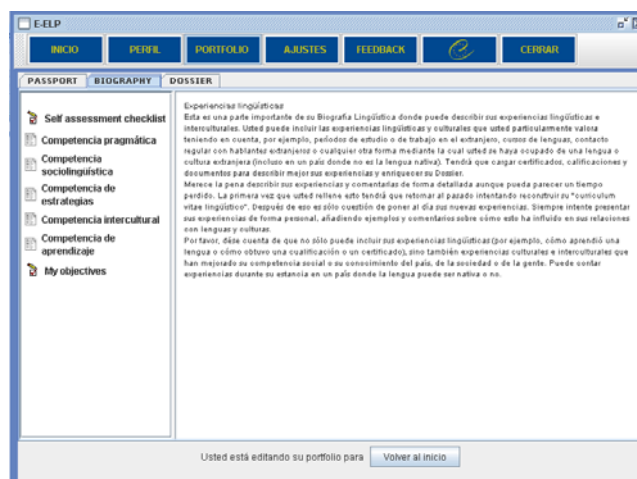 E-ELP
INICIO
PERFIL
PORTFOLIO
AJUSTES
FEEDBACK
CERRAR
PASSPORT
BIOGRAPHY
DOSSIER
Self assessment checklist
Competencia pragmática
Competencia
sociolingüística
Competencia de
estrategias
Competencia intercultural
Competencia de
aprendizaje
My objectives
Experiencias lingüísticas
Esta es una parte importante de su Biografía Lingüística donde puede describir sus experiencias lingüísticas e
interculturales. Usted puede incluir las experiencias lingüísticas y culturales que usted particularmente valora
teniendo en cuenta, por ejemplo, períodos de estudio o de trabajo en el extranjero, cursos de lenguas, contacto
regular con hablantes extranjeros o cualquier otra forma mediante la cual usted se haya ocupado de una lengua o
cultura extranjera (incluso en un país donde no es la lengua nativa). Tendrá que cargar certificados, calificaciones y
documentos para describir mejor sus experiencias y enriquecer su Dossier.
Merece la pena describir sus experiencias y comentarlas de forma detallada aunque pueda parecer un tiempo
perdido. La primera vez que usted rellene esto tendrá que retornar al pasado intentando reconstruir su "curriculum
vitae lingüístico". Después de eso es sólo cuestión de poner al día sus nuevas experiencias. Siempre intente presentar
sus experiencias de forma personal, añadiendo ejemplos y comentarios sobre cómo esto ha influido en sus relaciones
con lenguas y culturas.
Por favor, dése cuenta de que no sólo puede incluir sus experiencias lingüísticas (por ejemplo, cómo aprendió una
lengua o cómo obtuvo una cualificación o un certificado), sino también experiencias culturales e interculturales que
han mejorado su competencia social o su conocimiento del país, de la sociedad o de la gente. Puede contar
experiencias durante su estancia en un país donde la lengua puede ser nativa o no.
Usted está editando su portfolio para
Volver al inicio